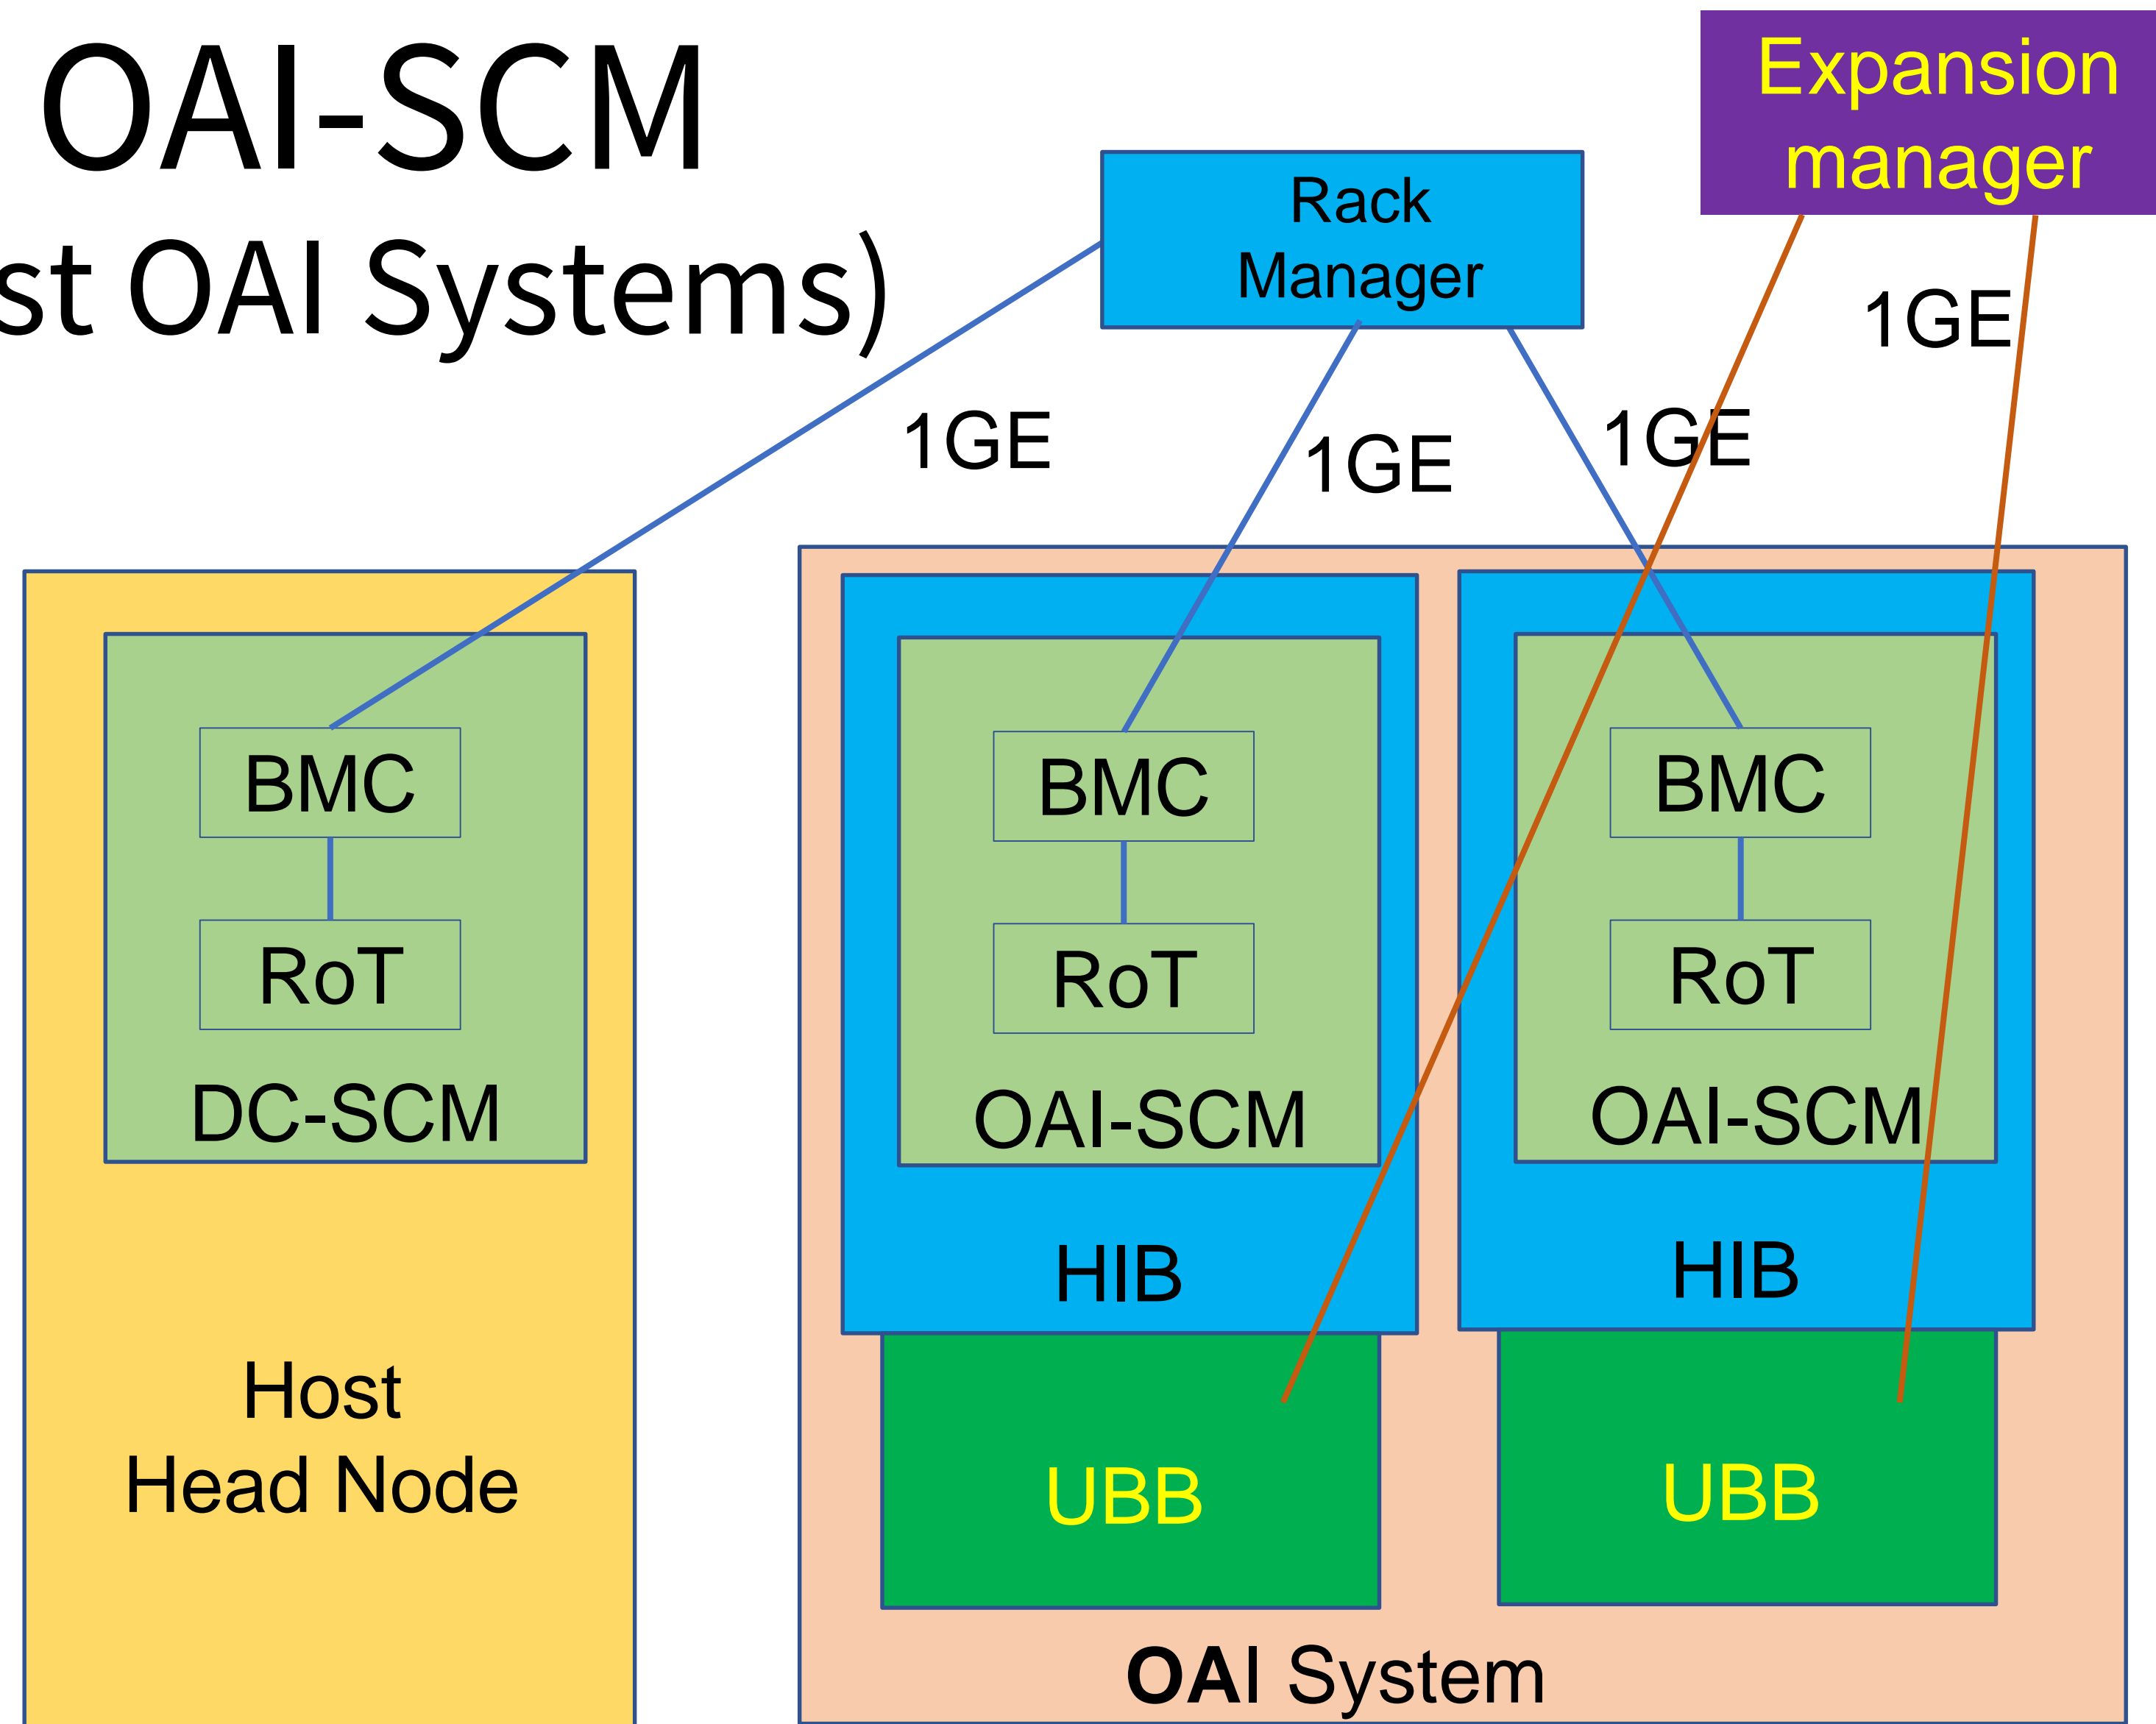 OAI-SCM
st OAI Systems)
Expansion
manager
Rack
Manager
1GE
1GE
1GE
1GE
BMC
RoT
DC-SCM
Host
Head Node
BMC
RoT
OAI-SCM
HIB
UBB
BMC
RoT
OAI-SCM
HIB
UBB
OAI System